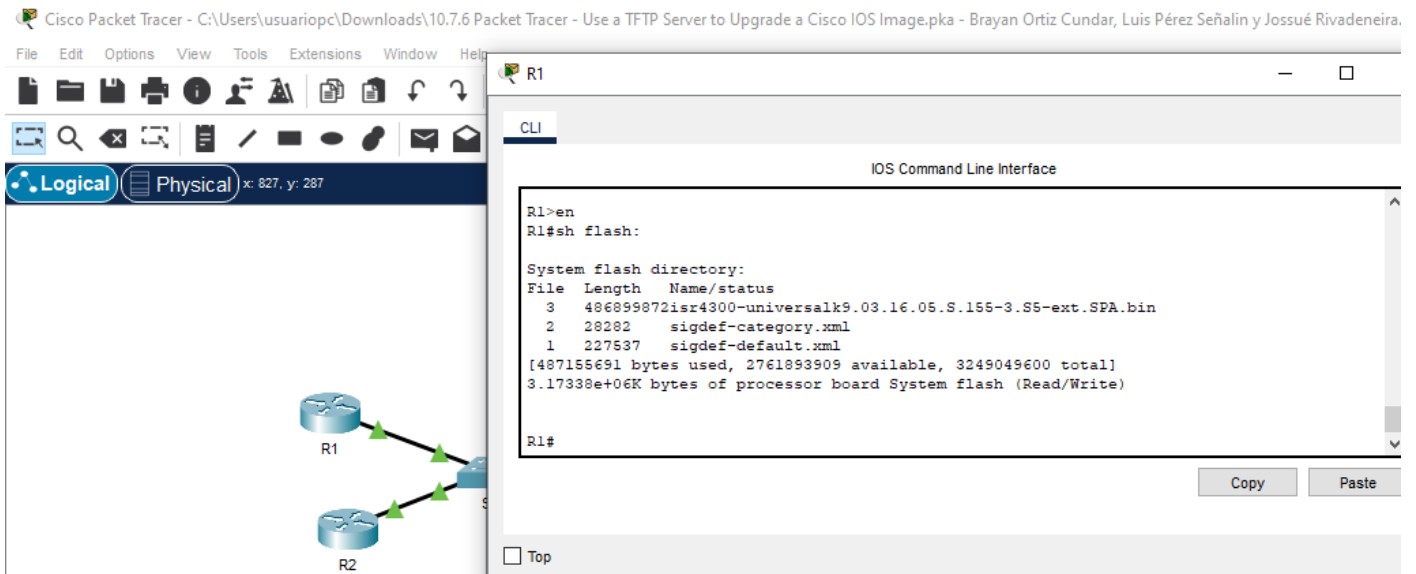 Cisco Packet Tracer - C:\Users\usuariopc\Downloads\10.7.6 Packet Tracer - Use a TFTP Server to Upgrade a Cisco IOS Image.pka - Brayan Ortiz Cundar, Luis Pérez Señalin y Jossué Rivadeneira.
File Edit Options View Tools Extensions Window Help
R1
CLI
IOS Command Line Interface
Logical Physical x: 827, y: 287
R1>en
R1#sh flash:
System flash directory:
File Length Name/status
3 486899872isr4300-universalk9.03.16.05.S.155-3.S5-ext.SPA.bin
2 28282 sigdef-category.xml
1 227537 sigdef-default.xml
[487155691 bytes used, 2761893909 available, 3249049600 total]
3.17338e+06K bytes of processor board System flash (Read/Write)
R1#
R1
S
R2
Copy Paste
Top